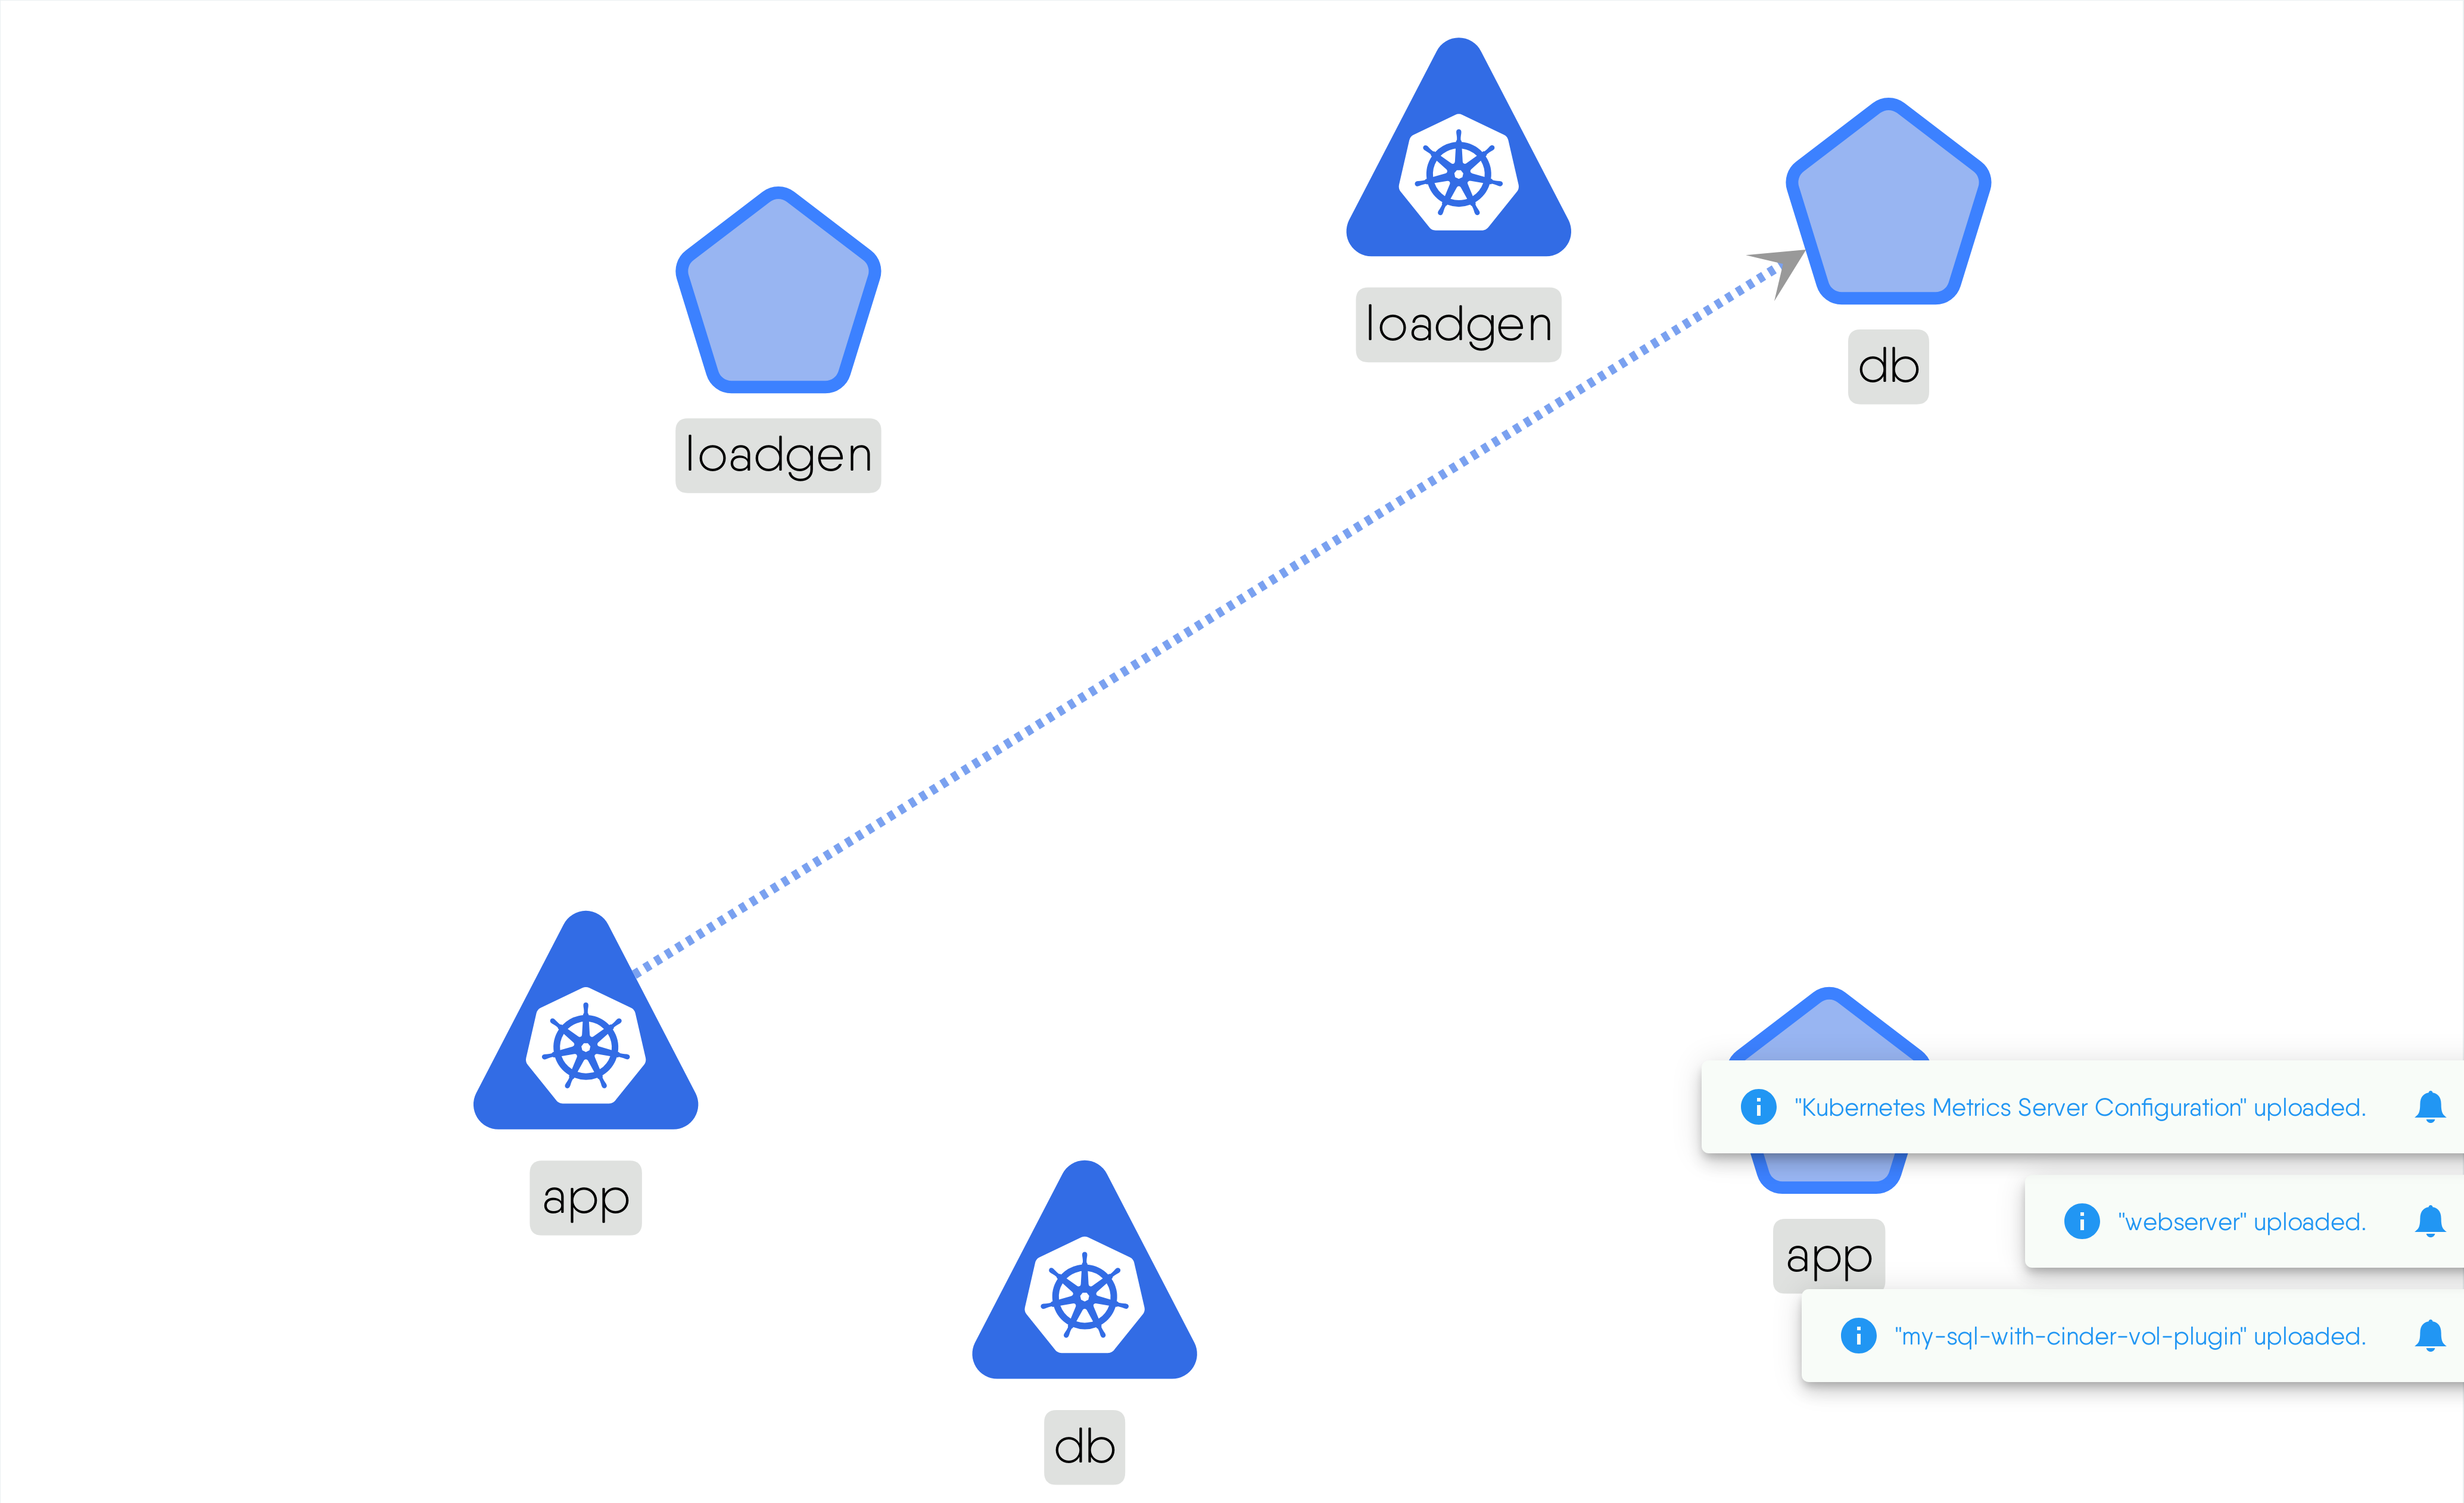 loadgen
db
loadgen
app
"Kubernetes Metrics Server Configuration" uploaded.
"webserver" uploaded.
app
"my-sql-with-cinder-vol-plugin" uploaded.
db